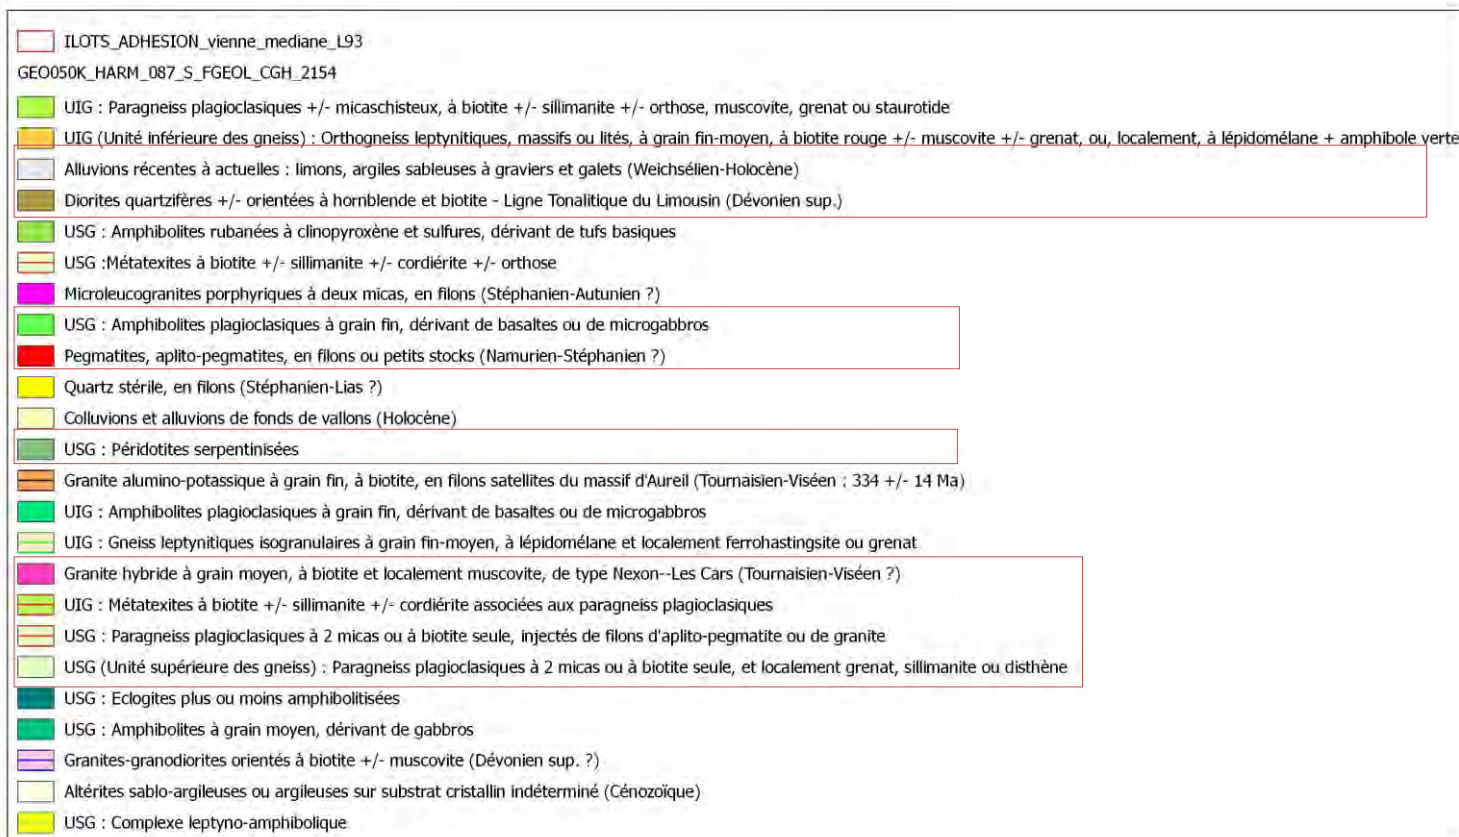 ILOTS_ADHESION_vienne_mediane_L93
GEO050K_HARM_087_S_FGEOL_CGH_2154
UIG : Paragneiss plagioclasiques +/- micaschisteux, à biotite +/- sillimanite +/- orthose, muscovite, grenat ou staurotide
UIG (Unité inférieure des gneiss) : Orthogneiss leptynitiques, massifs ou lités, à grain fin-moyen, à biotite rouge +/- muscovite +/- grenat, ou, localement, à lépidomélane + amphibole verte
Alluvions récentes à actuelles : limons, argiles sableuses à graviers et galets (Weichsélien-Holocène)
Diorites quartzifères +/- orientées à hornblende et biotite - Ligne Tonalitique du Limousin (Dévonien sup.)
USG : Amphibolites rubanées à clinopyroxène et sulfures, dérivant de tufs basiques
USG :Métatexites à biotite +/- sillimanite +/- cordiérite +/- orthose
Microleucogranites porphyriques à deux micas, en filons (Stéphanien-Autunien ?)
USG : Amphibolites plagioclasiques à grain fin, dérivant de basaltes ou de microgabbros
Pegmatites, aplito-pegmatites, en filons ou petits stocks (Namurien-Stéphanien ?)
Quartz stérile, en filons (Stéphanien-Lias ?)
Colluvions et alluvions de fonds de vallons (Holocène)
USG : Péridotites serpentinisées
Granite alumino-potassique à grain fin, à biotite, en filons satellites du massif d'Aureil (Tournaisien-Viséen : 334 +/- 14 Ma)
UIG : Amphibolites plagioclasiques à grain fin, dérivant de basaltes ou de microgabbros
UIG : Gneiss leptynitiques isogranulaires à grain fin-moyen, à lépidomélane et localement ferrohastingsite ou grenat
Granite hybride à grain moyen, à biotite et localement muscovite, de type Nexon--Les Cars (Tournaisien-Viséen ?)
UIG : Métatexites à biotite +/- sillimanite +/- cordiérite associées aux paragneiss plagioclasiques
USG : Paragneiss plagioclasiques à 2 micas ou à biotite seule, injectés de filons d'aplito-pegmatite ou de granite
USG (Unité supérieure des gneiss) : Paragneiss plagioclasiques à 2 micas ou à biotite seule, et localement grenat, sillimanite ou disthène
USG : Eclogites plus ou moins amphibolitisées
USG : Amphibolites à grain moyen, dérivant de gabbros
Granites-granodiorites orientés à biotite +/- muscovite (Dévonien sup. ?)
Altérites sablo-argileuses ou argileuses sur substrat cristallin indéterminé (Cénozoïque)
USG : Complexe leptyno-amphibolique